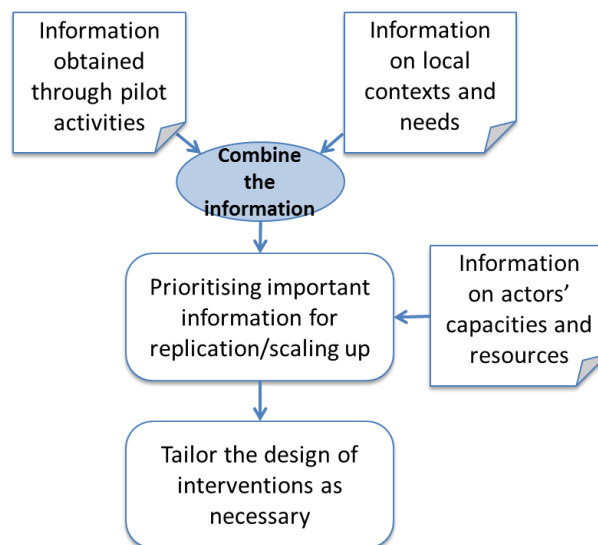 Information
obtained
through pilot
activities
Information
on local
contexts and
needs
Combine
the
information
Prioritising important
information for
replication/scaling up
Information
on actors’
capacities and
resources
Tailor the design of
interventions as
necessary